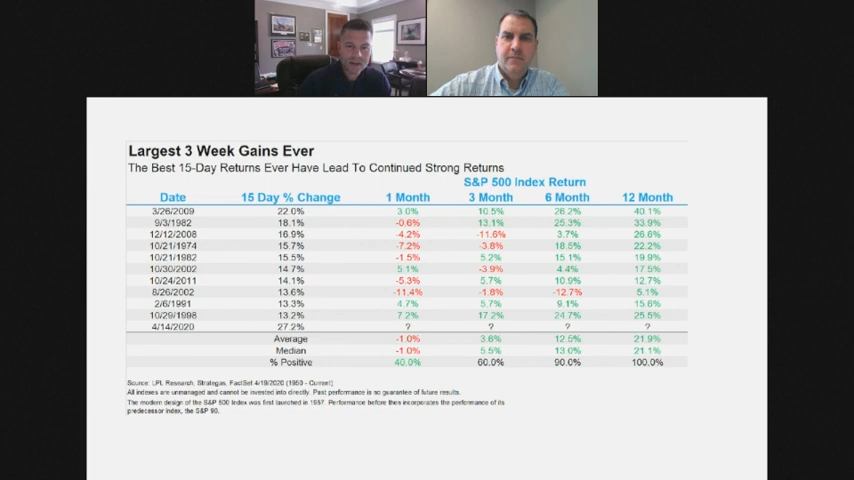 Largest 3 Week Gains Ever
The Best 15-Day Returns Ever Have Lead To Continued Strong Returns
S&P 500 Index Return
Date 15 Day % Change 1 Month 3 Month 6 Month 12 Month
3/26/2009 22.0% 3.0% 10.5% 26.2% 40.1%
9/3/1982 18.1% -0.6% 13.1% 25.3% 33.9%
12/12/2008 16.9% -4.2% -11.6% 3.7% 26.6%
10/21/1974 15.7% -7.2% -3.8% 18.5% 22.2%
10/21/1982 15.5% -1.5% 5.2% 15.1% 19.9%
10/30/2002 14.7% 5.1% -3.9% 4.4% 17.5%
10/24/2011 14.1% -5.3% 5.7% 10.9% 12.7%
8/26/2002 13.6% -11.4% -1.8% -12.7% 5.1%
2/6/1991 13.3% 4.7% 5.7% 9.1% 15.6%
10/29/1998 13.2% 7.2% 17.2% 24.7% 25.5%
4/14/2020 27.2% ? ? ? ?
Average -1.0% 3.6% 12.5% 21.9%
Median -1.0% 5.5% 13.0% 21.1%
% Positive 40.0% 60.0% 90.0% 100.0%
Source: LPL Research, Strategas, FactSet 4/19/2020 (1950 - Current)
All indexes are unmanaged and cannot be invested into directly. Past performance is no guarantee of future results.
The modern design of the S&P 500 Index was first launched in 1957. Performance before then incorporates the performance of its
predecessor index, the S&P 90.